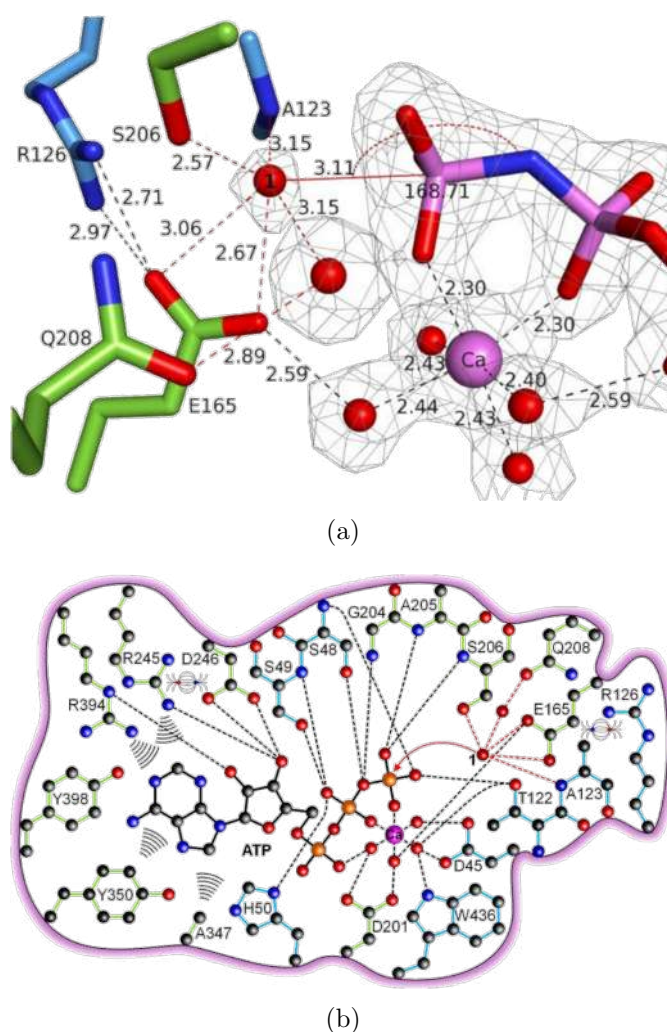 A123
S206
R126
3.15
2.57
1
3.11
168.71
2.71
3.06
3.15
2.97
2.67
2.30
2.30
Q208
2.89
Ca
2.43
2.40
2.59
2.59
E165
2.44
2.43
(a)
A205
G204
S48
S206
Q208
R245
D246
S49
R126
R394
E165
1
Y398
T122
A123
ATP
D45
Y350
H50
W436
D201
A347
(b)